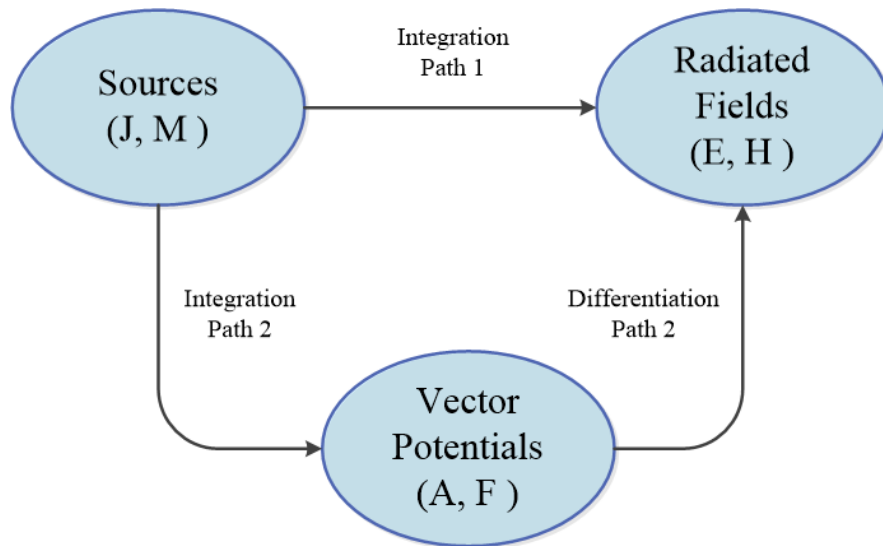 Sources
(J, M )
Integration
Path 1
Radiated
Fields
(E, H )
Integration
Path 2
Differentiation
Path 2
Vector
Potentials
(A, F )